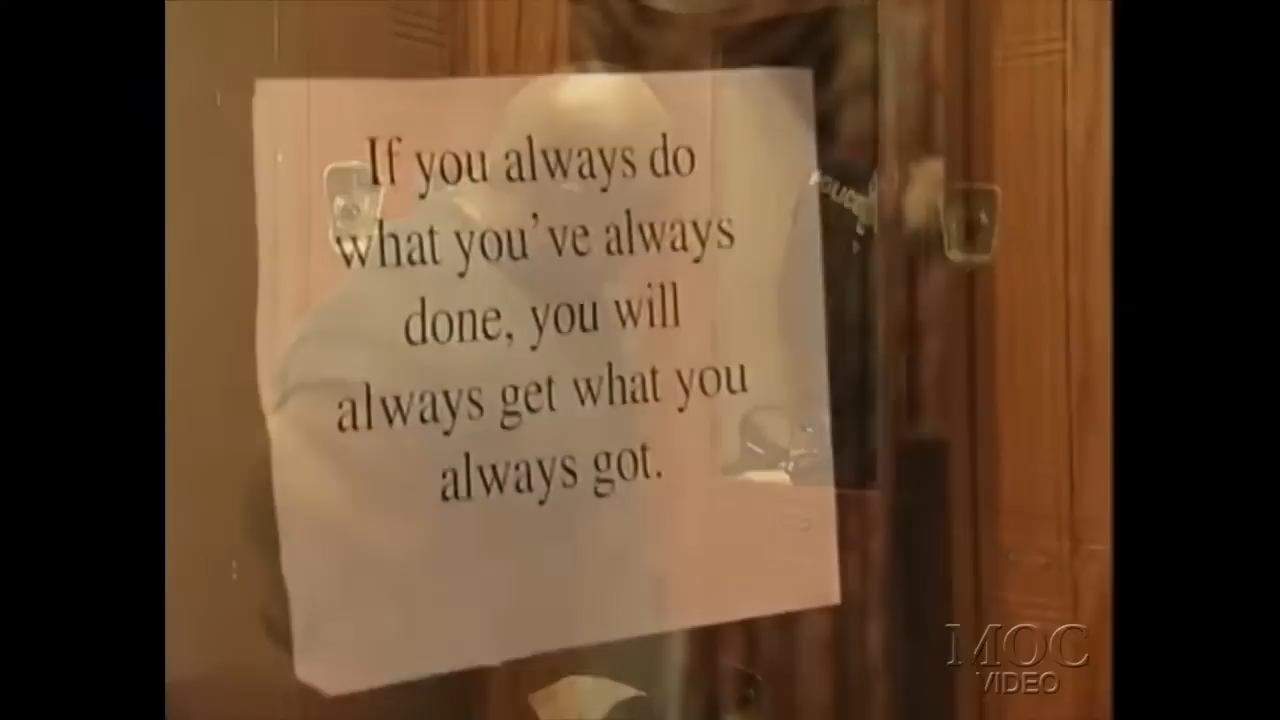 If you always do
what you've always
done, you will
always get what you
always got.
POLICE
MOC
VIDEO